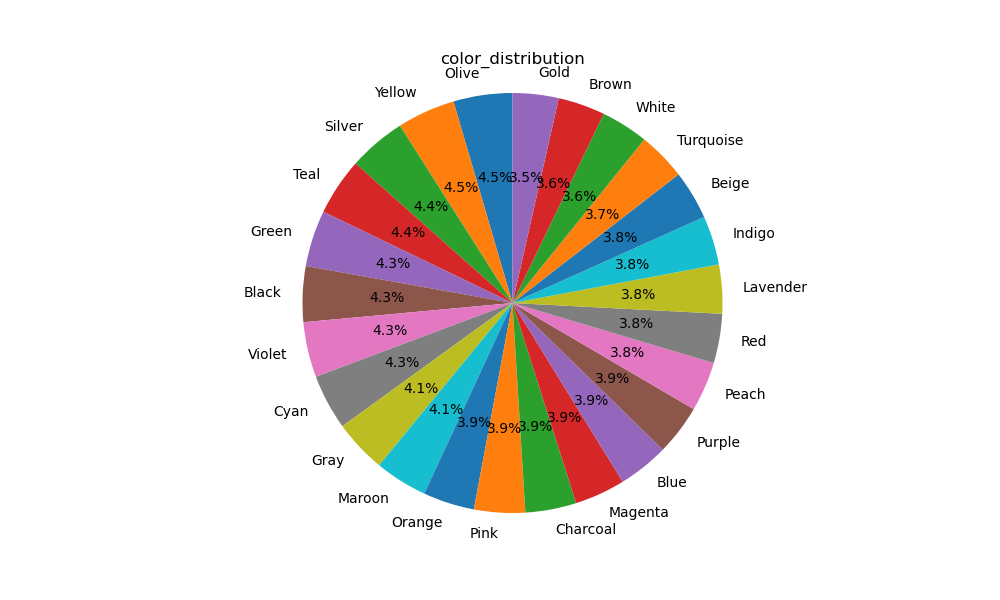 color_distribution
Olive 4.5%
Yellow 4.5%
Silver 4.4%
Teal 4.4%
Green 4.3%
Black 4.3%
Violet 4.3%
Cyan 4.3%
Gray 4.1%
Maroon 4.1%
Orange 3.9%
Pink 3.9%
Charcoal 3.9%
Magenta 3.9%
Blue 3.9%
Purple 3.9%
Peach 3.8%
Red 3.8%
Lavender 3.8%
Indigo 3.8%
Beige 3.8%
Turquoise 3.7%
White 3.6%
Brown 3.6%
Gold 3.5%